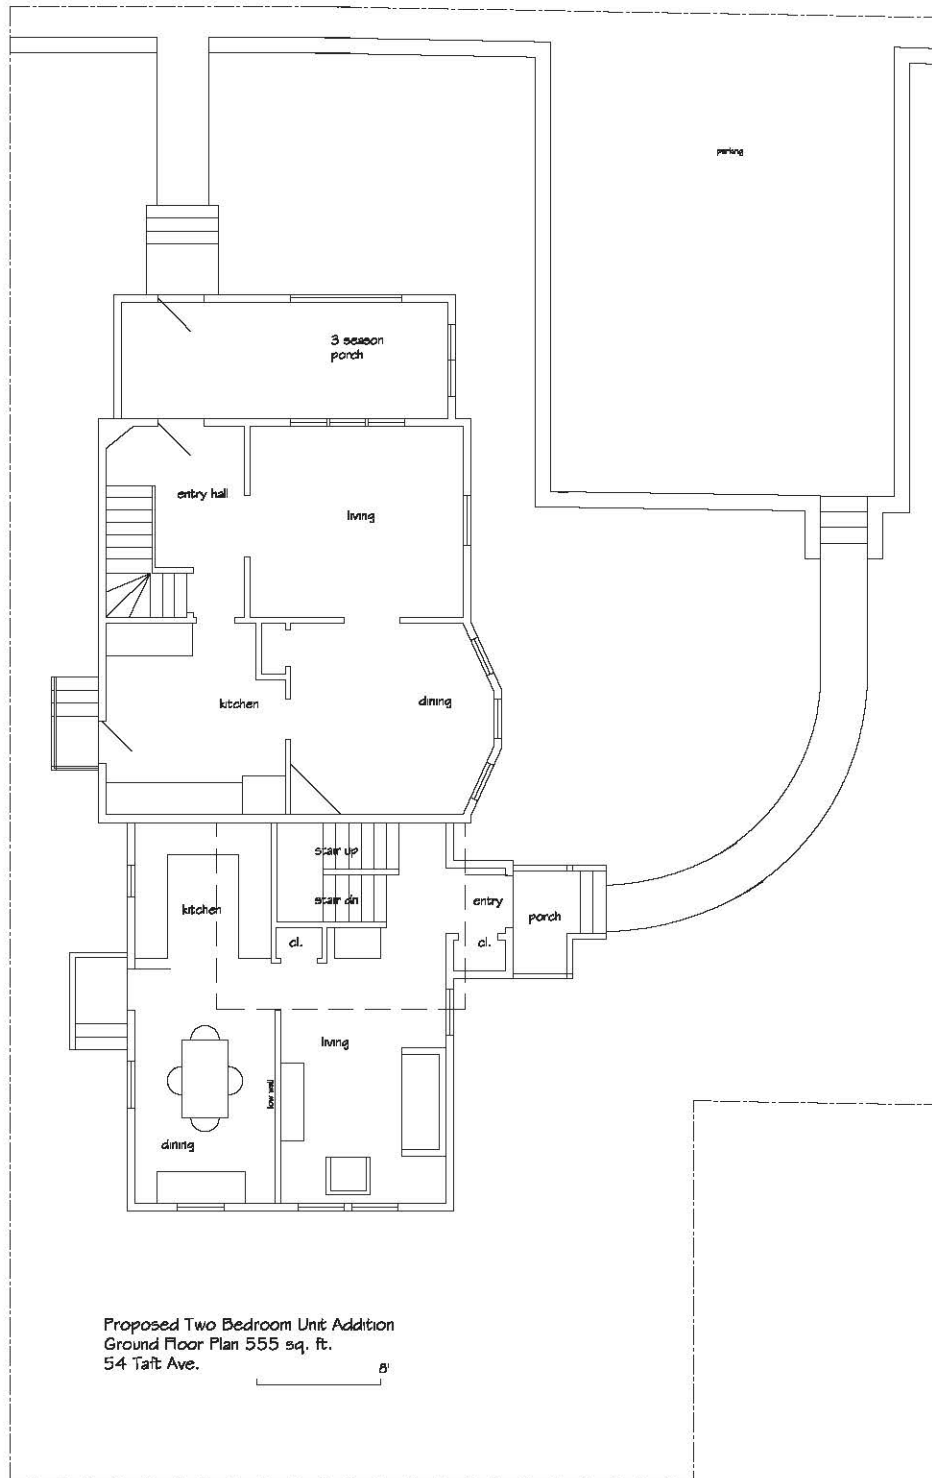 parking
3 season
porch
entry hall
living
kitchen
dining
stair up
kitchen
stair dn
entry
porch
cl.
cl.
living
low wall
dining
Proposed Two Bedroom Unit Addition
Ground Floor Plan 555 sq. ft.
54 Taft Ave.
8'